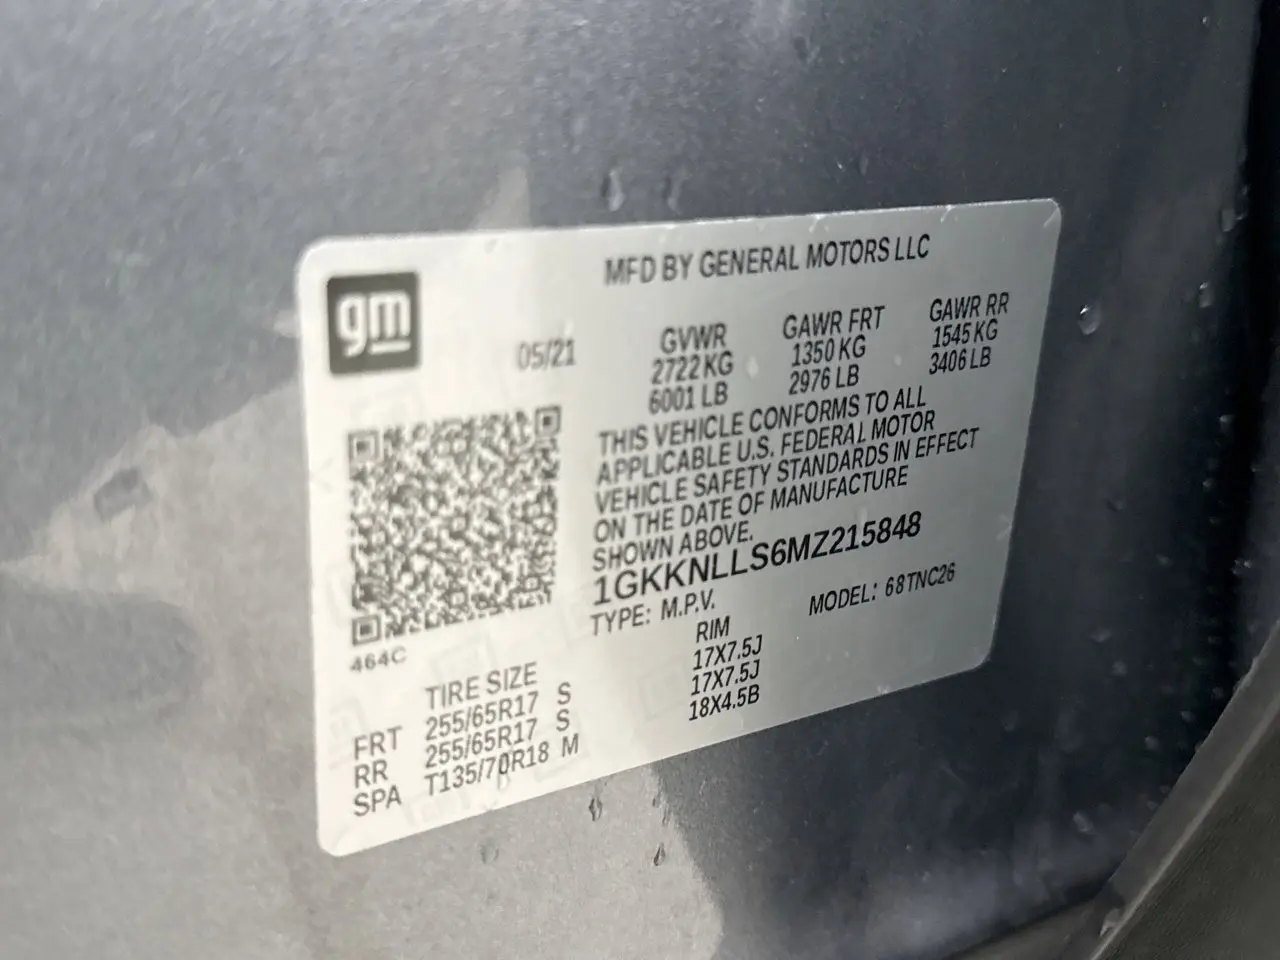 gm
MFD BY GENERAL MOTORS LLC
05/21
GVWR
2722 KG
6001 LB
GAWR FRT
1350 KG
2976 LB
GAWR RR
1545 KG
3406 LB
THIS VEHICLE CONFORMS TO ALL
APPLICABLE U.S. FEDERAL MOTOR
VEHICLE SAFETY STANDARDS IN EFFECT
ON THE DATE OF MANUFACTURE
SHOWN ABOVE.
1GKKNLLS6MZ215848
TYPE: M.P.V. MODEL: 68TNC26
464C
TIRE SIZE RIM
FRT 255/65R17 S 17X7.5J
RR 255/65R17 S 17X7.5J
SPA T135/70R18 M 18X4.5B